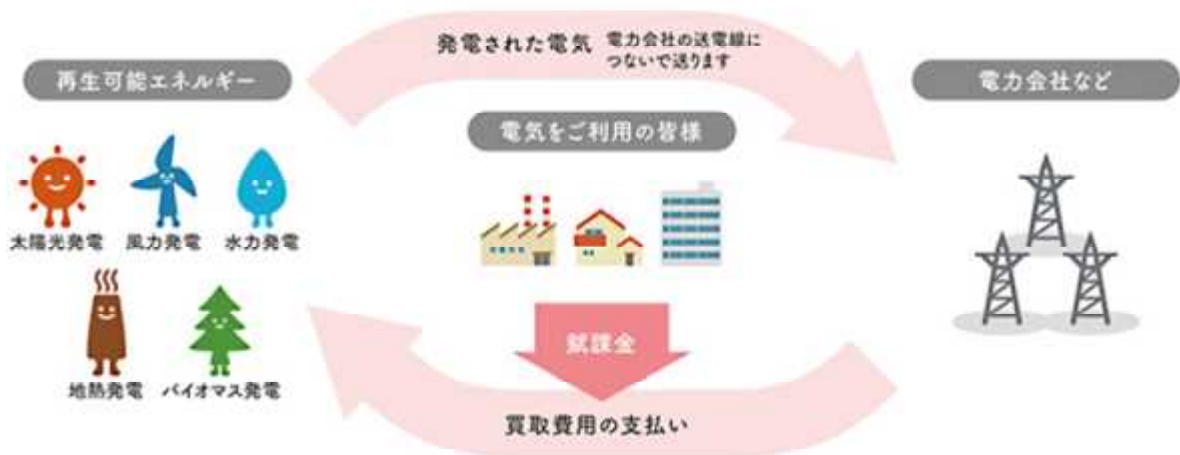 発電された電気 電力会社の送電線に
つないで送ります
再生可能エネルギー
電力会社など
電気をご利用の皆様
太陽光発電
風力発電
水力発電
地熱発電
バイオマス発電
賦課金
買取費用の支払い